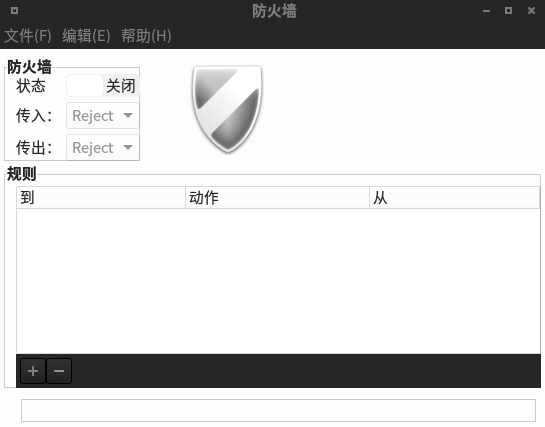 防火墙
文件(F) 编辑(E) 帮助(H)
防火墙
状态 关闭
传入： Reject
传出： Reject
规则
到 动作 从